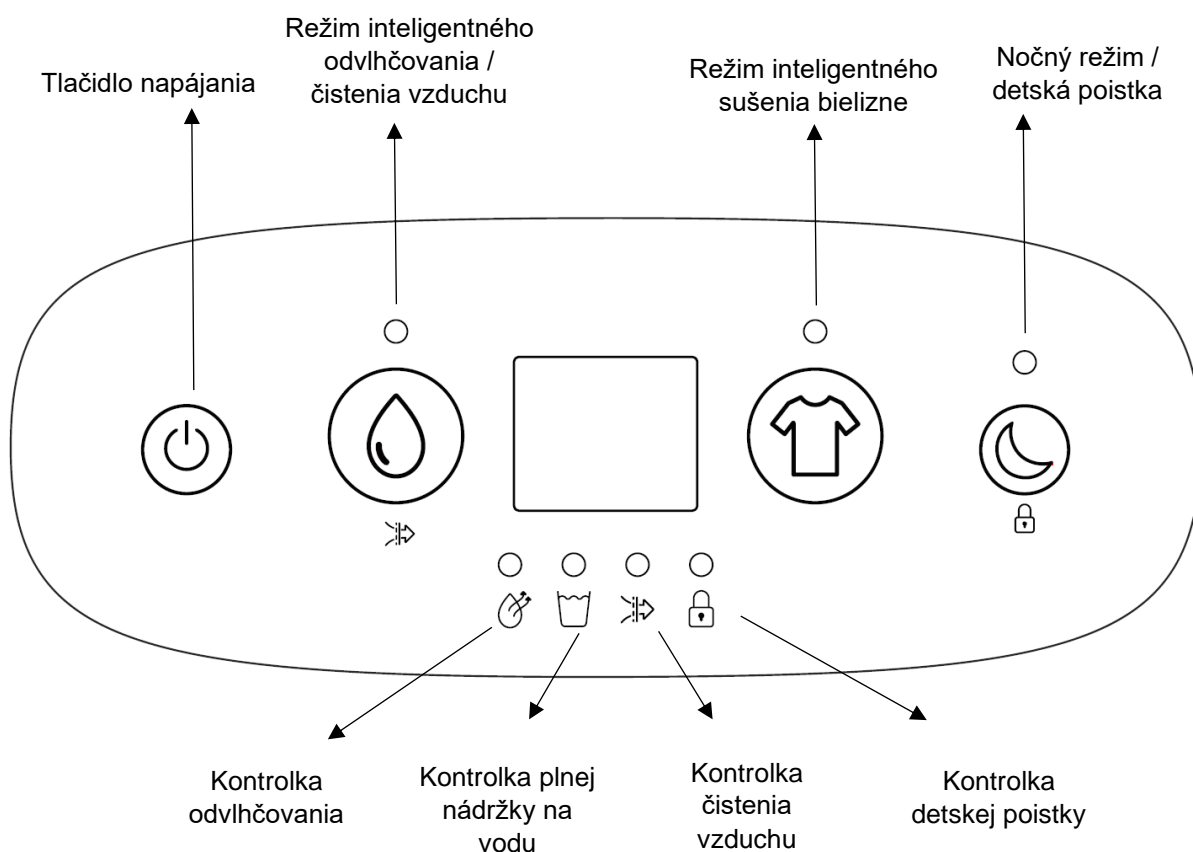 Tlačidlo napájania
Režim inteligentného
odvlhčovania /
čistenia vzduchu
Režim inteligentného
sušenia bielizne
Nočný režim /
detská poistka
Kontrolka
odvlhčovania
Kontrolka plnej
nádržky na
vodu
Kontrolka
čistenia
vzduchu
Kontrolka
detskej poistky